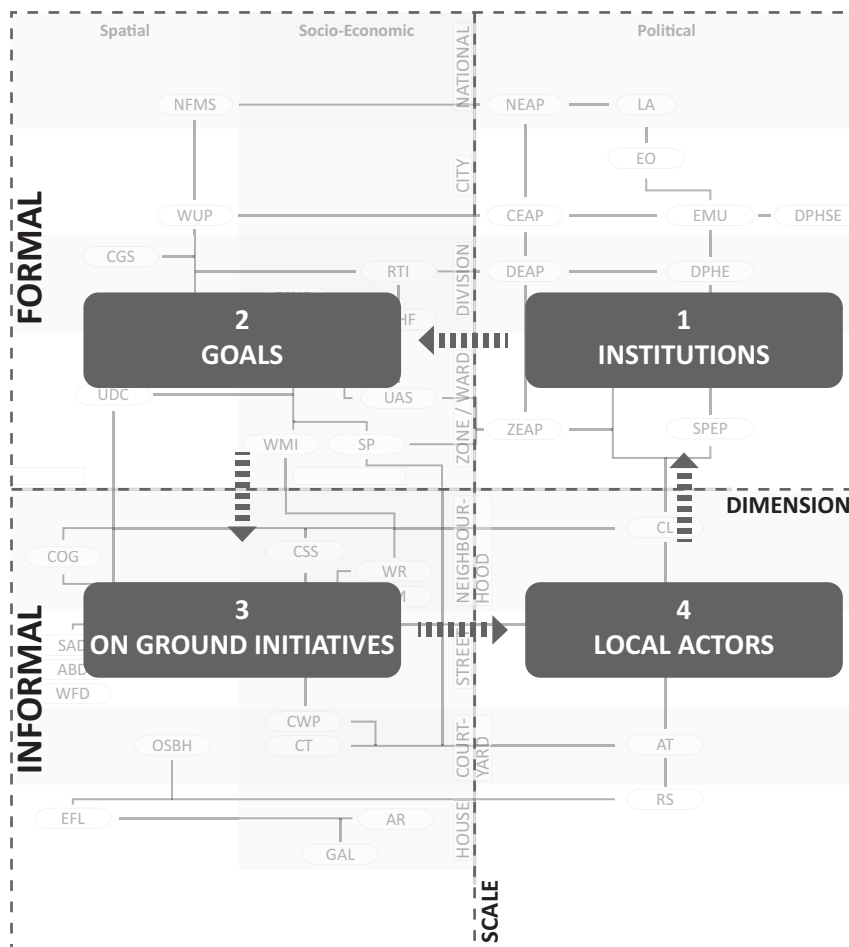 Spatial
Socio-Economic
Political
NATIONAL
NFMS
NEAP
LA
EO
CITY
WUP
CEAP
EMU
DPHSE
FORMAL
CGS
RTI
DIVISION
DEAP
DPHE
HF
2
GOALS
1
INSTITUTIONS
UDC
UAS
ZONE / WARD
WMI
SP
ZEAP
SPEP
DIMENSION
COG
CSS
NEIGHBOUR-
HOOD
CL
WR
M
3
ON GROUND INITIATIVES
4
LOCAL ACTORS
INFORMAL
SAD
ABD
WFD
STREET
CWP
OSBH
CT
COURT-
YARD
AT
RS
EFL
AR
HOUSE
GAL
SCALE